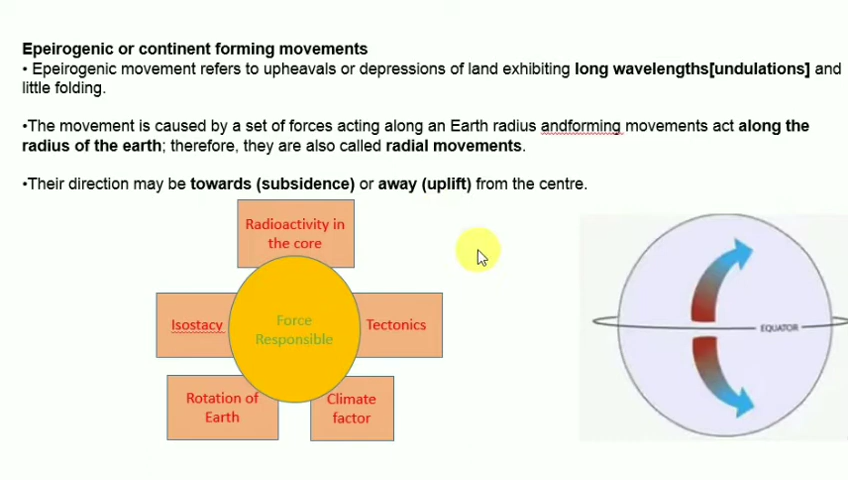 Epeirogenic or continent forming movements
• Epeirogenic movement refers to upheavals or depressions of land exhibiting long wavelengths[undulations] and
little folding.
•The movement is caused by a set of forces acting along an Earth radius andforming movements act along the
radius of the earth; therefore, they are also called radial movements.
•Their direction may be towards (subsidence) or away (uplift) from the centre.
Radioactivity in
the core
Isostacy
Force
Responsible
Tectonics
Rotation of
Earth
Climate
factor
EQUATOR